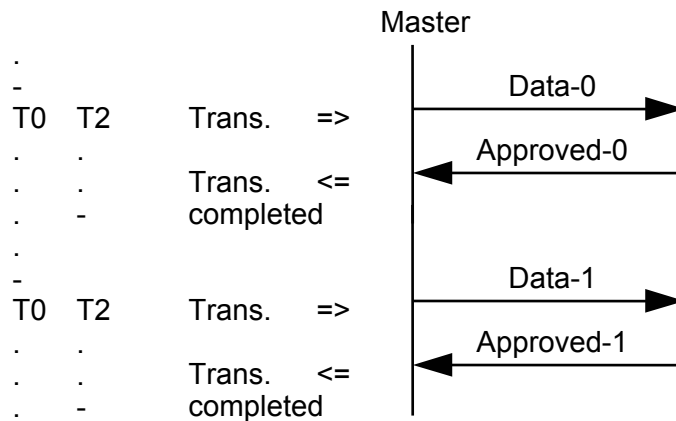 Master
.
-
Data-0
T0 T2 Trans. =>
. . Approved-0
. . Trans. <=
. - completed
.
-
Data-1
T0 T2 Trans. =>
. . Approved-1
. . Trans. <=
. - completed